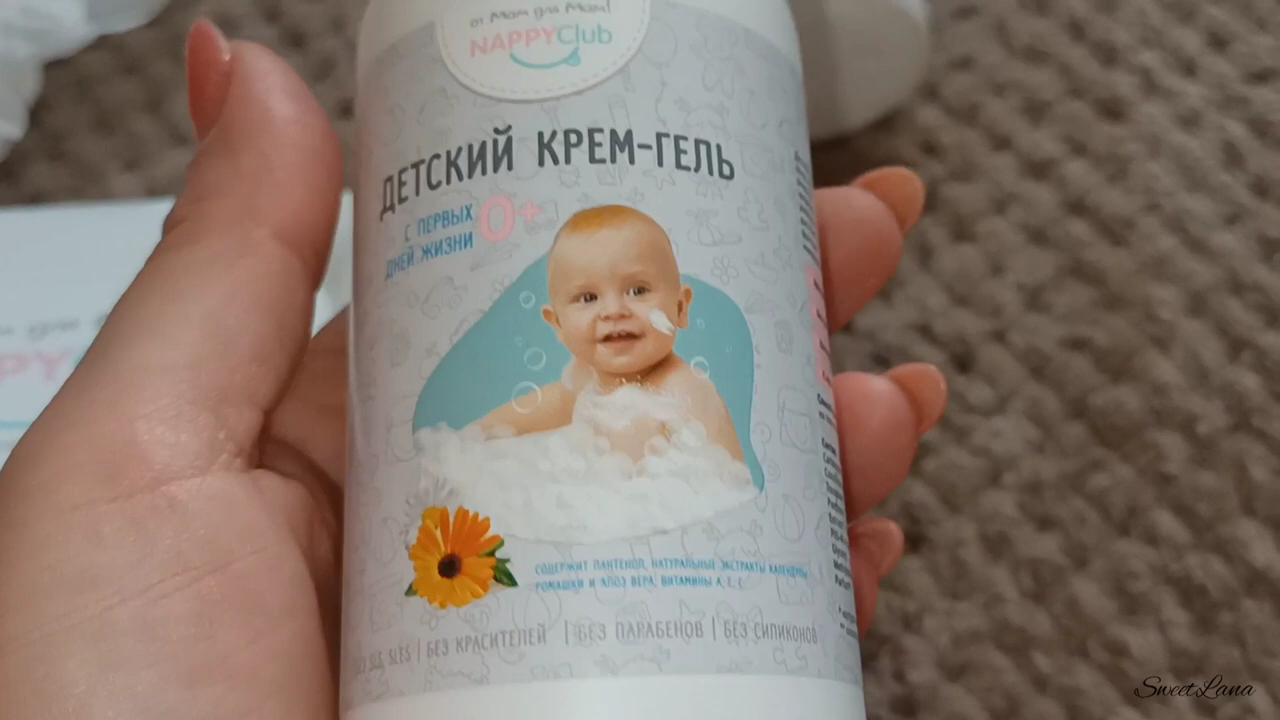 от Мам для Мам!
NAPPYClub
ДЕТСКИЙ КРЕМ-ГЕЛЬ
С ПЕРВЫХ
ДНЕЙ ЖИЗНИ
0+
СОДЕРЖИТ ПАНТЕНОЛ, НАТУРАЛЬНЫЕ ЭКСТРАКТЫ КАЛЕНДУЛЫ,
РОМАШКИ И АЛОЭ ВЕРА, ВИТАМИНЫ А, Е, С
SLS, SLES | БЕЗ КРАСИТЕЛЕЙ | БЕЗ ПАРАБЕНОВ | БЕЗ СИЛИКОНОВ
SweetLana